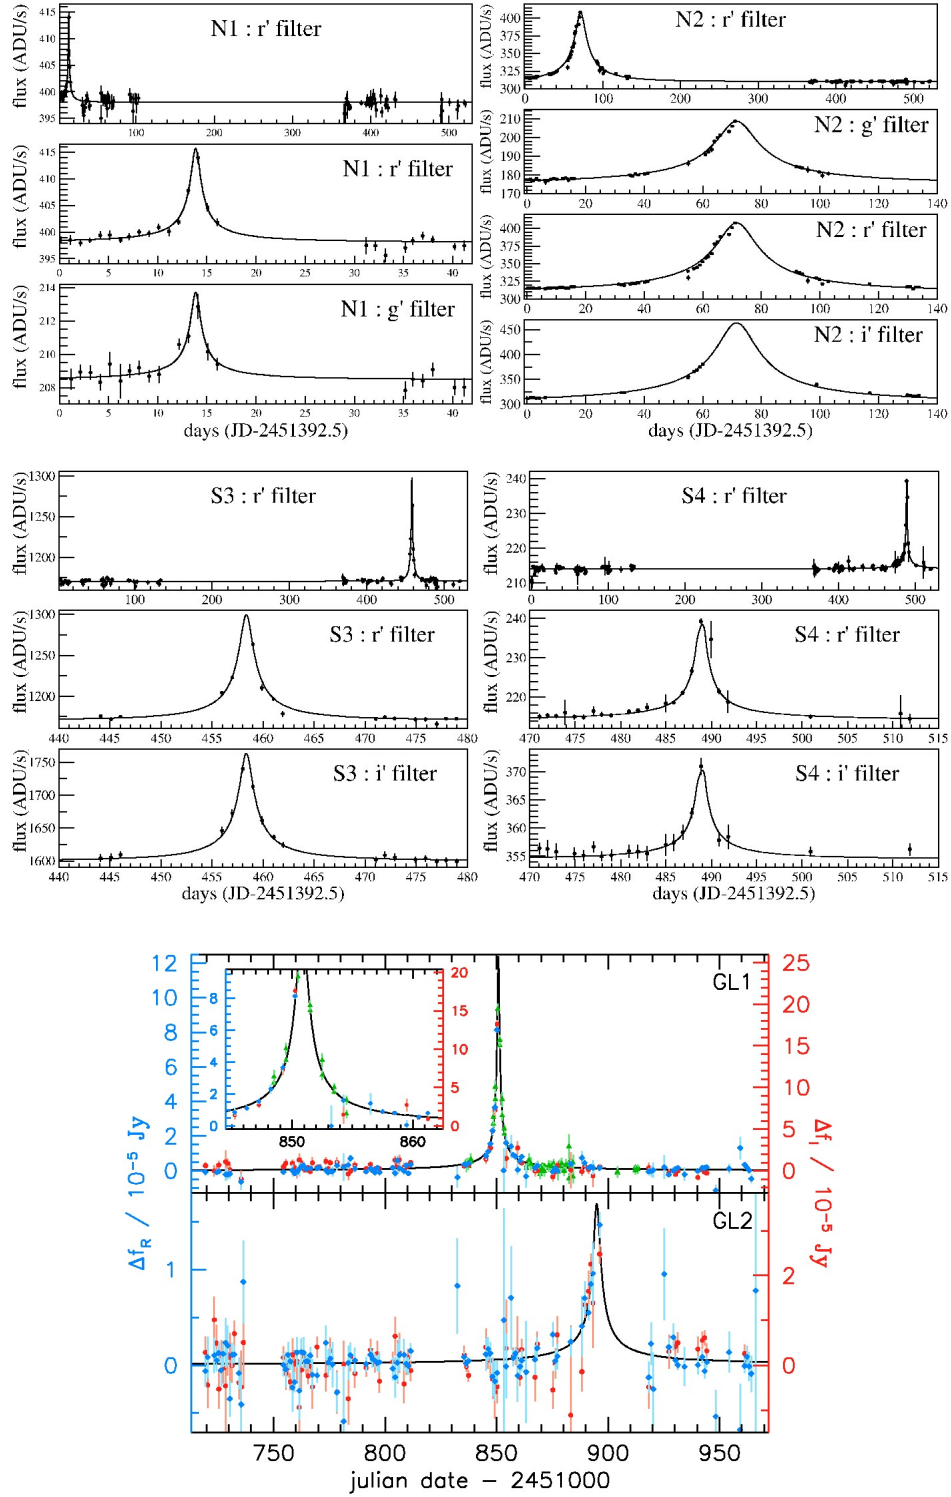 N1 : r' filter
flux (ADU/s)
415
410
405
400
395
0 100 200 300 400 500
N1 : r' filter
flux (ADU/s)
415
405
400
395
0 5 10 15 20 25 30 35 40
N1 : g' filter
flux (ADU/s)
214
212
210
208
0 5 10 15 20 25 30 35 40
days (JD-2451392.5)
N2 : r' filter
flux (ADU/s)
400
375
350
325
300
0 100 200 300 400 500
N2 : g' filter
flux (ADU/s)
210
200
190
180
170
0 20 40 60 80 100 120 140
N2 : r' filter
flux (ADU/s)
400
375
350
325
300
0 20 40 60 80 100 120 140
N2 : i' filter
flux (ADU/s)
450
400
350
300
0 20 40 60 80 100 120 140
days (JD-2451392.5)
S3 : r' filter
flux (ADU/s)
1300
1250
1200
100 200 300 400 500
S3 : r' filter
flux (ADU/s)
1300
1250
1200
440 445 450 455 460 465 470 475 480
S3 : i' filter
flux (ADU/s)
1750
1700
1650
1600
440 445 450 455 460 465 470 475 480
days (JD-2451392.5)
S4 : r' filter
flux (ADU/s)
240
230
220
210
0 100 200 300 400 500
S4 : r' filter
flux (ADU/s)
240
230
220
470 475 480 485 490 495 500 505 510 515
S4 : i' filter
flux (ADU/s)
370
365
360
355
470 475 480 485 490 495 500 505 510 515
days (JD-2451392.5)
GL1
12
10
8
6
4
2
0
25
20
15
10
5
0
8
6
4
2
0
20
15
10
5
0
850 860
GL2
1
0
2
0
ΔfR / 10-5 Jy
ΔfI / 10-5 Jy
750 800 850 900 950
julian date − 2451000